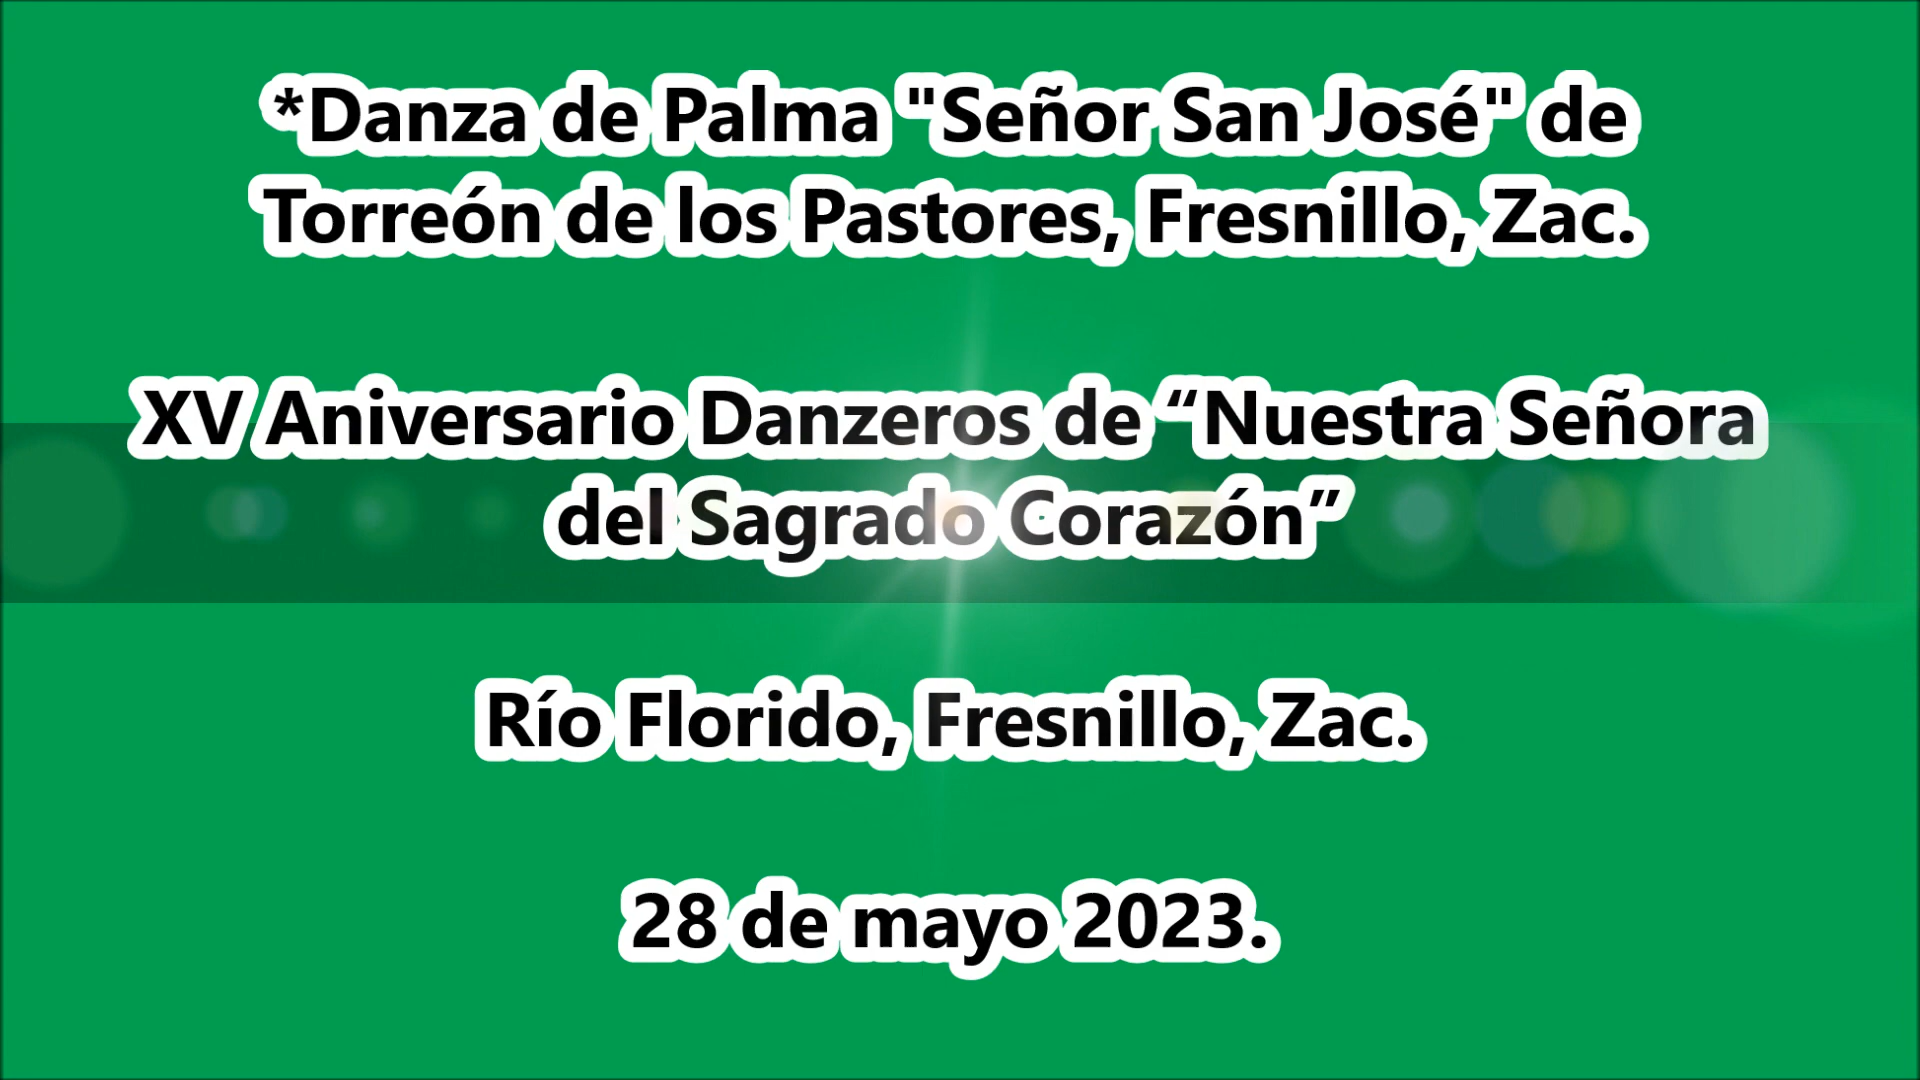 *Danza de Palma "Señor San José" de
Torreón de los Pastores, Fresnillo, Zac.
XV Aniversario Danzeros de “Nuestra Señora
del Sagrado Corazón”
Río Florido, Fresnillo, Zac.
28 de mayo 2023.